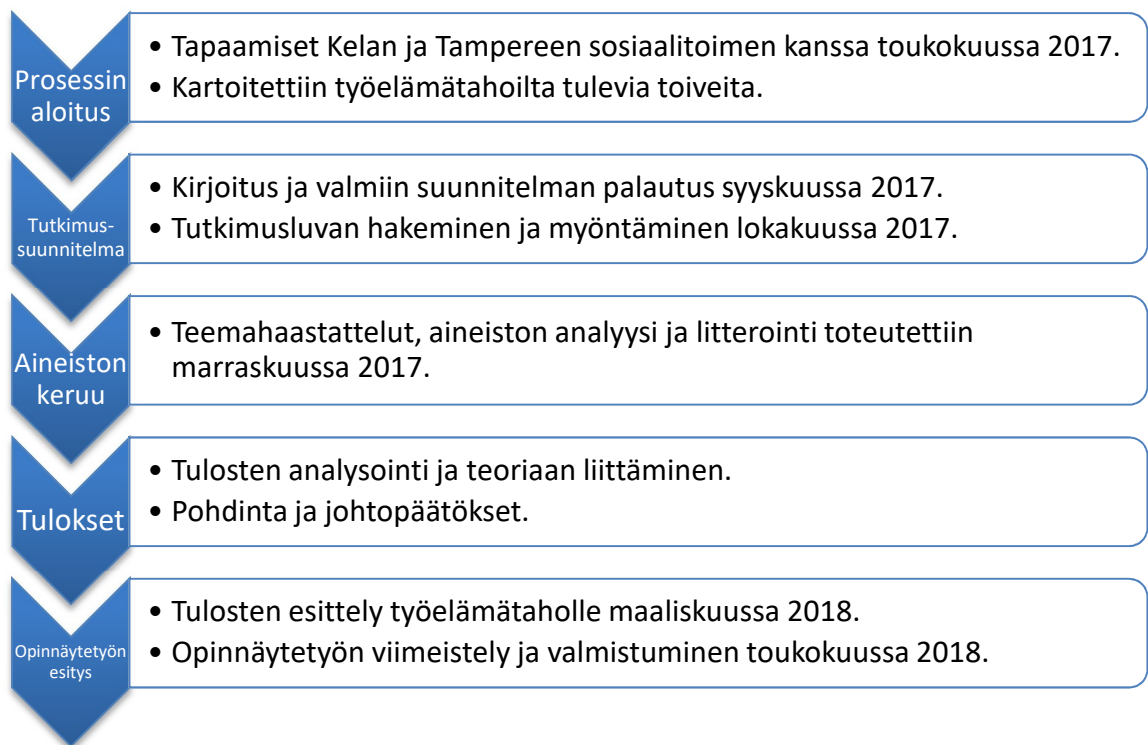 Prosessin
aloitus
• Tapaamiset Kelan ja Tampereen sosiaalitoimen kanssa toukokuussa 2017.
• Kartoitettiin työelämätahoilta tulevia toiveita.
Tutkimus-
suunnitelma
• Kirjoitus ja valmiin suunnitelman palautus syyskuussa 2017.
• Tutkimusluvan hakeminen ja myöntäminen lokakuussa 2017.
Aineiston
keruu
• Teemahaastattelut, aineiston analyysi ja litterointi toteutettiin
marraskuussa 2017.
Tulokset
• Tulosten analysointi ja teoriaan liittäminen.
• Pohdinta ja johtopäätökset.
Opinnäytetyön
esitys
• Tulosten esittely työelämätaholle maaliskuussa 2018.
• Opinnäytetyön viimeistely ja valmistuminen toukokuussa 2018.